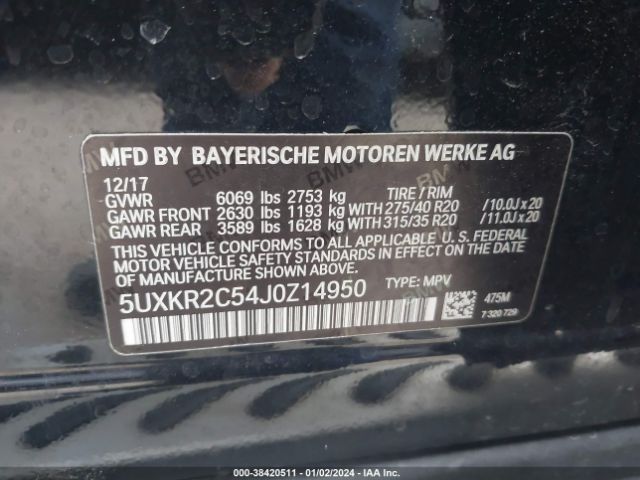 MFD BY BAYERISCHE MOTOREN WERKE AG
12/17
GVWR 6069 lbs 2753 kg TIRE / RIM
GAWR FRONT 2630 lbs 1193 kg WITH 275/40 R20 /10.0J x 20
GAWR REAR 3589 lbs 1628 kg WITH 315/35 R20 /11.0J x 20
THIS VEHICLE CONFORMS TO ALL APPLICABLE U. S. FEDERAL
MOTOR VEHICLE SAFETY STANDARDS IN EFFECT ON THE DATE
OF MANUFACTURE SHOWN ABOVE.
5UXKR2C54J0Z14950 TYPE: MPV
475M
7 320 729
000-38420511 - 01/02/2024 - IAA Inc.